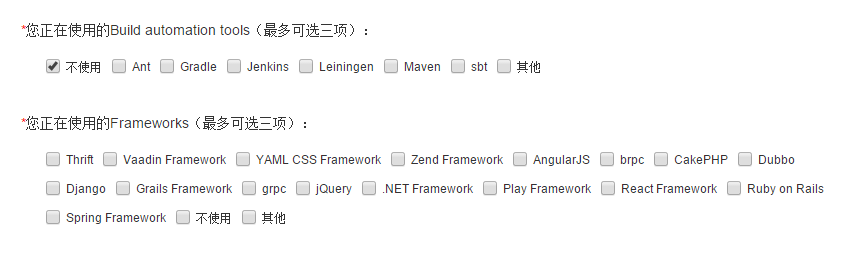 *您正在使用的Build automation tools（最多可选三项）：
不使用 Ant Gradle Jenkins Leiningen Maven sbt 其他
*您正在使用的Frameworks（最多可选三项）：
Thrift Vaadin Framework YAML CSS Framework Zend Framework AngularJS brpc CakePHP Dubbo
Django Grails Framework grpc jQuery .NET Framework Play Framework React Framework Ruby on Rails
Spring Framework 不使用 其他